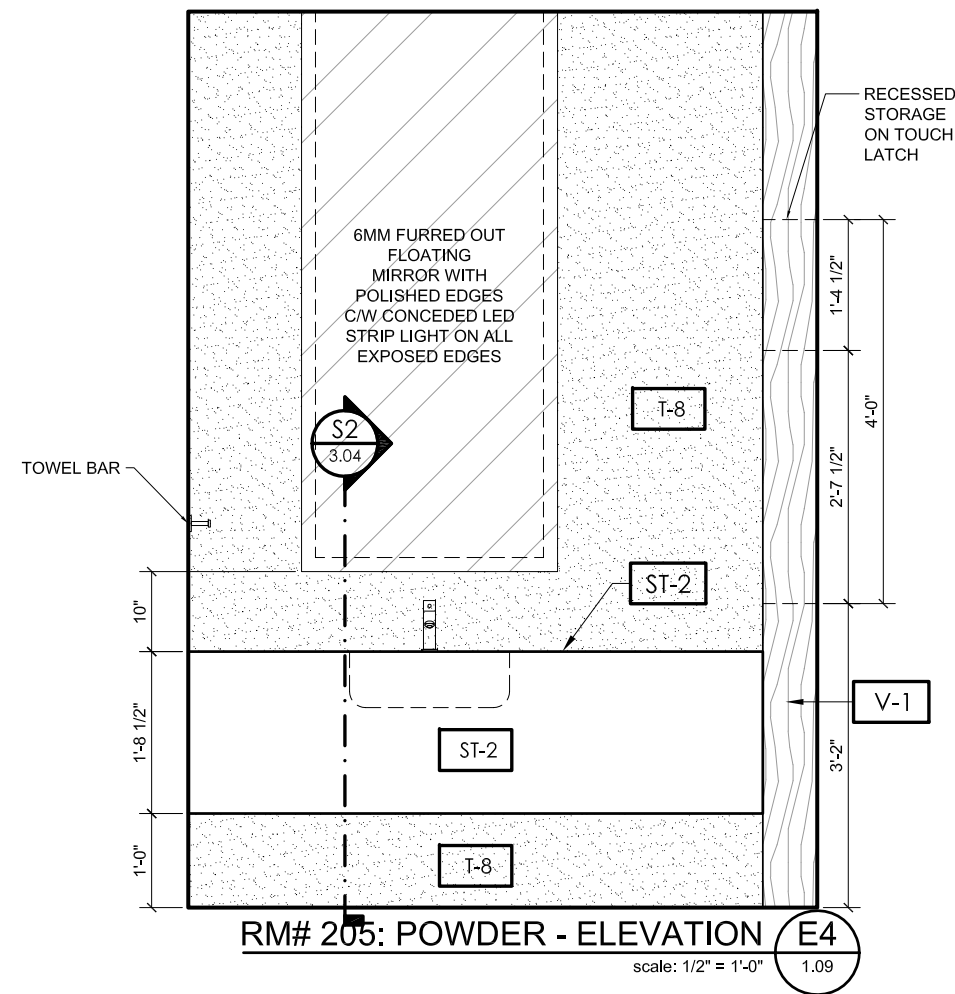 RECESSED
STORAGE
ON TOUCH
LATCH
6MM FURRED OUT
FLOATING
MIRROR WITH
POLISHED EDGES
C/W CONCEDED LED
STRIP LIGHT ON ALL
EXPOSED EDGES
1'-4 1/2"
4'-0"
T-8
S2
3.04
TOWEL BAR
2'-7 1/2"
ST-2
10"
V-1
1'-8 1/2"
ST-2
3'-2"
1'-0"
T-8
RM# 205: POWDER - ELEVATION
E4
scale: 1/2" = 1'-0"
1.09